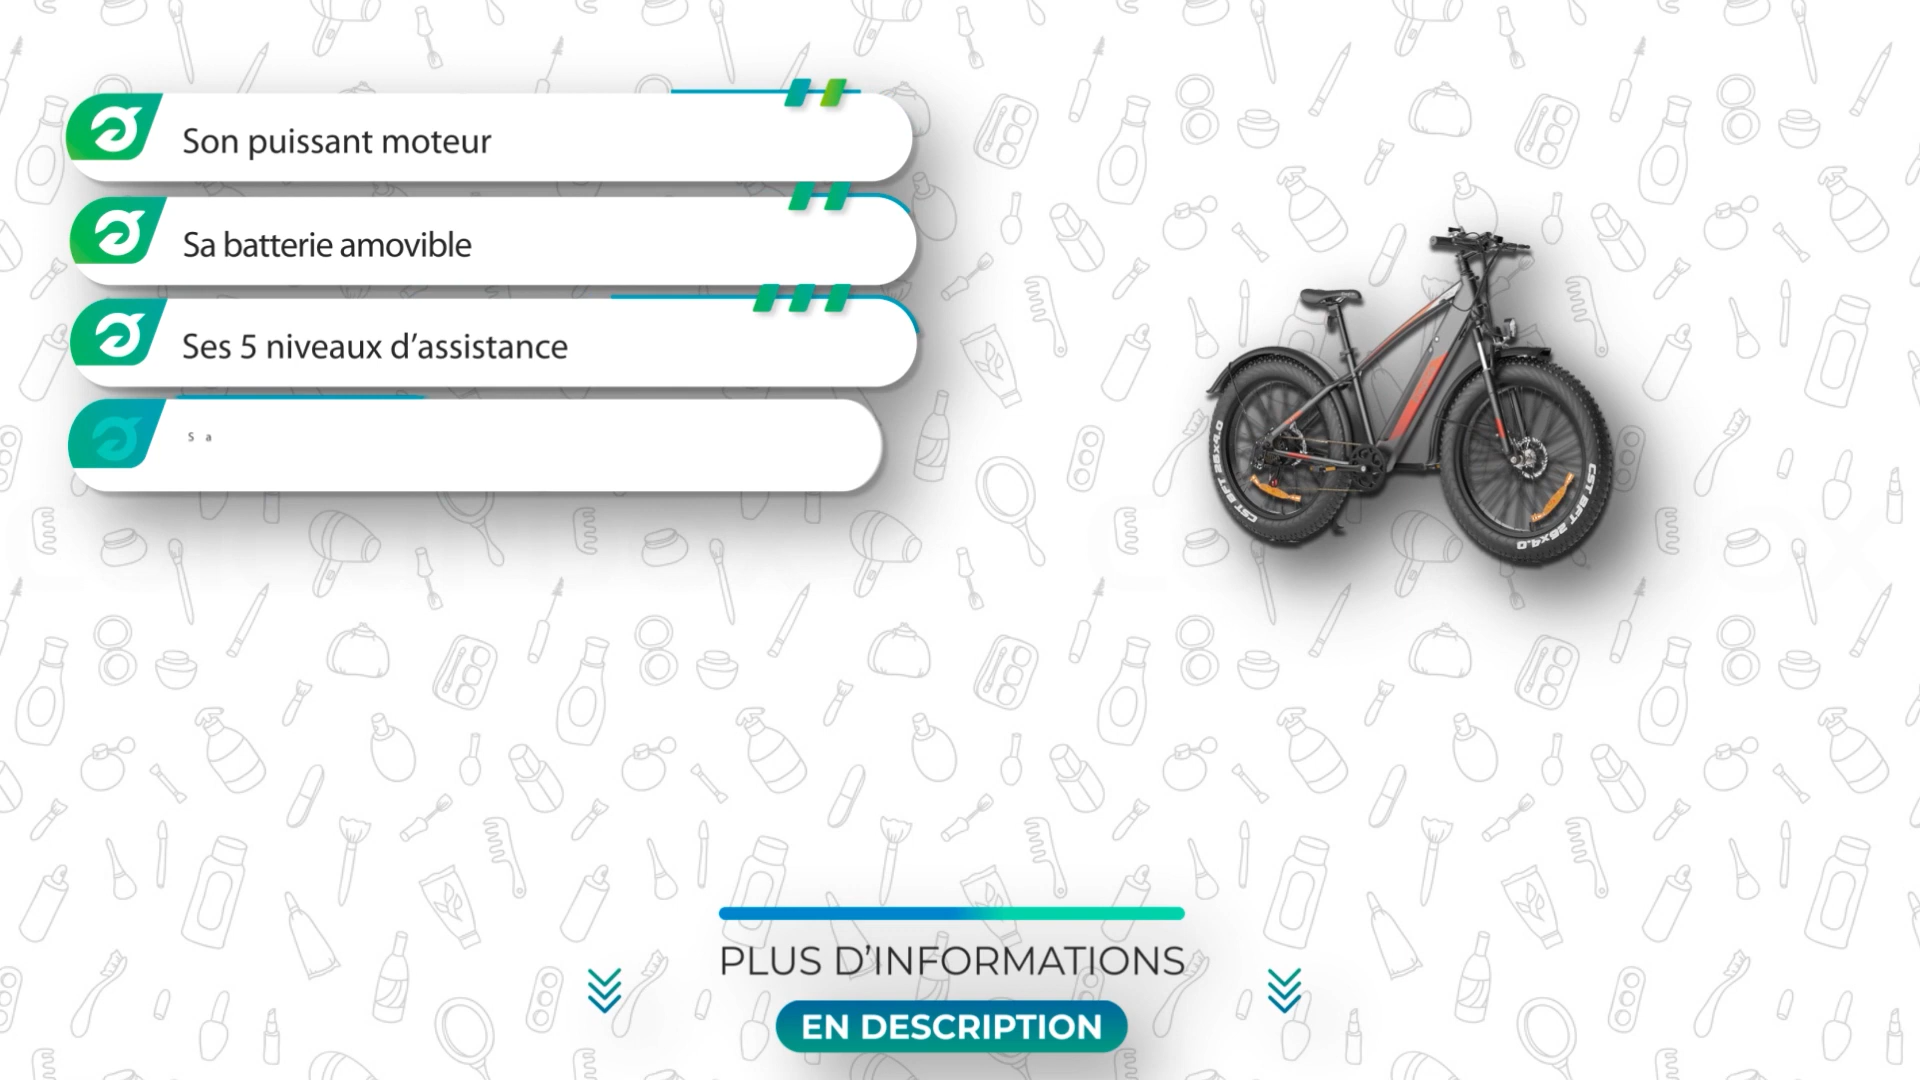 Son puissant moteur
Sa batterie amovible
Ses 5 niveaux d’assistance
Sa
CST BFT 26x4.0
CST BFT 26x4.0
PLUS D’INFORMATIONS
EN DESCRIPTION